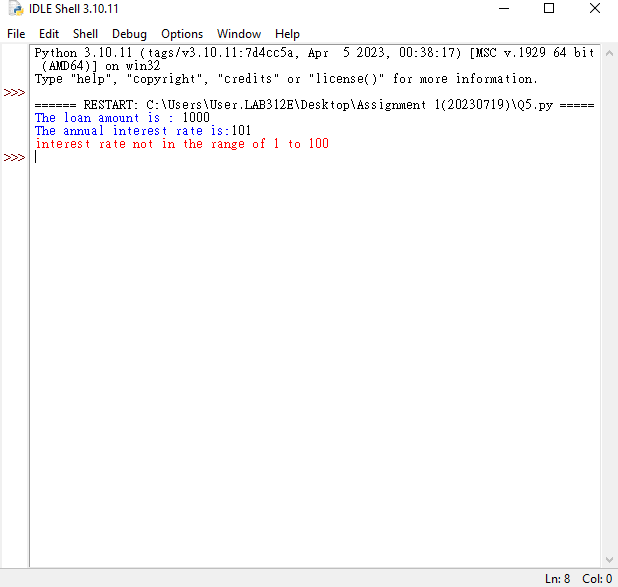 IDLE Shell 3.10.11
File Edit Shell Debug Options Window Help
Python 3.10.11 (tags/v3.10.11:7d4cc5a, Apr  5 2023, 00:38:17) [MSC v.1929 64 bit
(AMD64)] on win32
Type "help", "copyright", "credits" or "license()" for more information.
>>>
====== RESTART: C:\Users\User.LAB312E\Desktop\Assignment 1(20230719)\Q5.py =====
The loan amount is : 1000
The annual interest rate is:101
interest rate not in the range of 1 to 100
>>>
Ln: 8 Col: 0